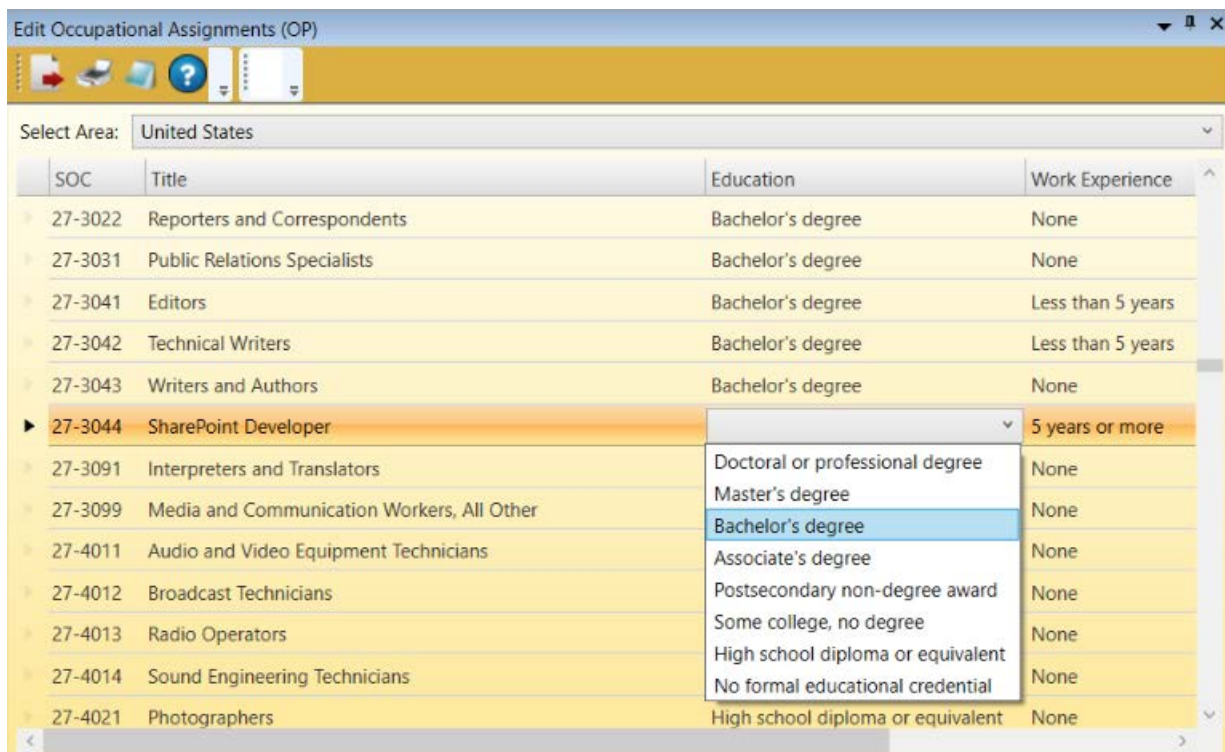 Edit Occupational Assignments (OP)
Select Area: United States
SOC Title Education Work Experience
27-3022 Reporters and Correspondents Bachelor's degree None
27-3031 Public Relations Specialists Bachelor's degree None
27-3041 Editors Bachelor's degree Less than 5 years
27-3042 Technical Writers Bachelor's degree Less than 5 years
27-3043 Writers and Authors Bachelor's degree None
27-3044 SharePoint Developer 5 years or more
27-3091 Interpreters and Translators None
27-3099 Media and Communication Workers, All Other None
27-4011 Audio and Video Equipment Technicians None
27-4012 Broadcast Technicians None
27-4013 Radio Operators None
27-4014 Sound Engineering Technicians None
27-4021 Photographers High school diploma or equivalent None
Doctoral or professional degree
Master's degree
Bachelor's degree
Associate's degree
Postsecondary non-degree award
Some college, no degree
High school diploma or equivalent
No formal educational credential